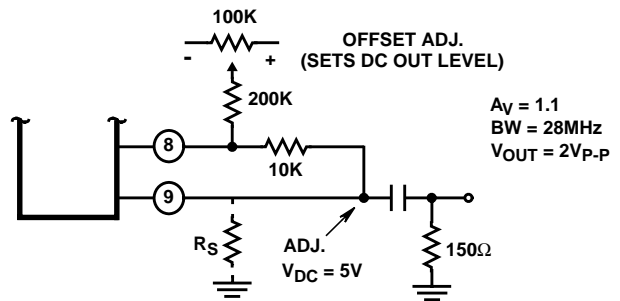 100K
- +
OFFSET ADJ.
(SETS DC OUT LEVEL)
200K
A_V = 1.1
BW = 28MHz
V_OUT = 2V_P-P
8
10K
9
R_S
ADJ.
V_DC = 5V
150Ω